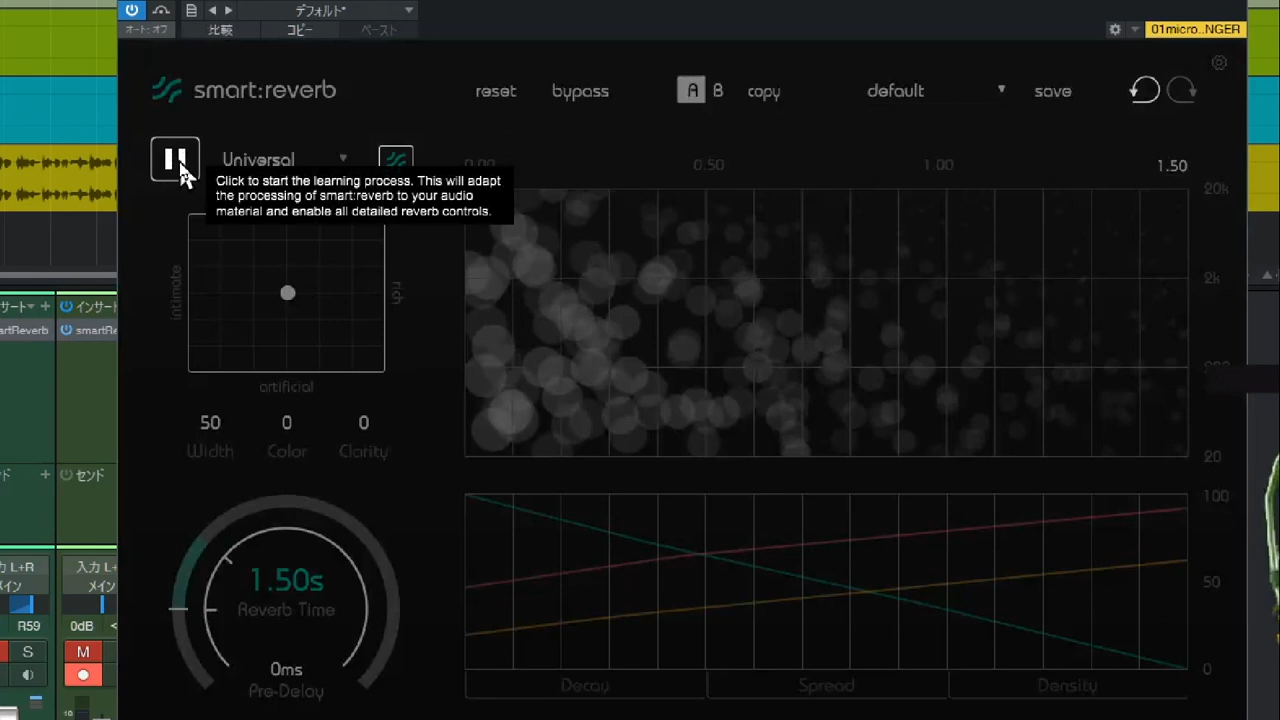 デフォルト*
オート: オフ
比較
コピー
ペースト
01micro..NGER
smart:reverb
reset
bypass
A
B
copy
default
save
Universal
Click to start the learning process. This will adapt
the processing of smart:reverb to your audio
material and enable all detailed reverb controls.
0.00
0.50
1.00
1.50
20k
2k
20
intimate
rich
artificial
50
0
0
Width
Color
Clarity
1.50s
Reverb Time
0ms
Pre-Delay
100
50
0
Decay
Spread
Density
サート
インサート
artReverb
smartRe
ド
センド
力 L+R
入力 L+
イン
メイン
R59
0dB
<
S
M
10